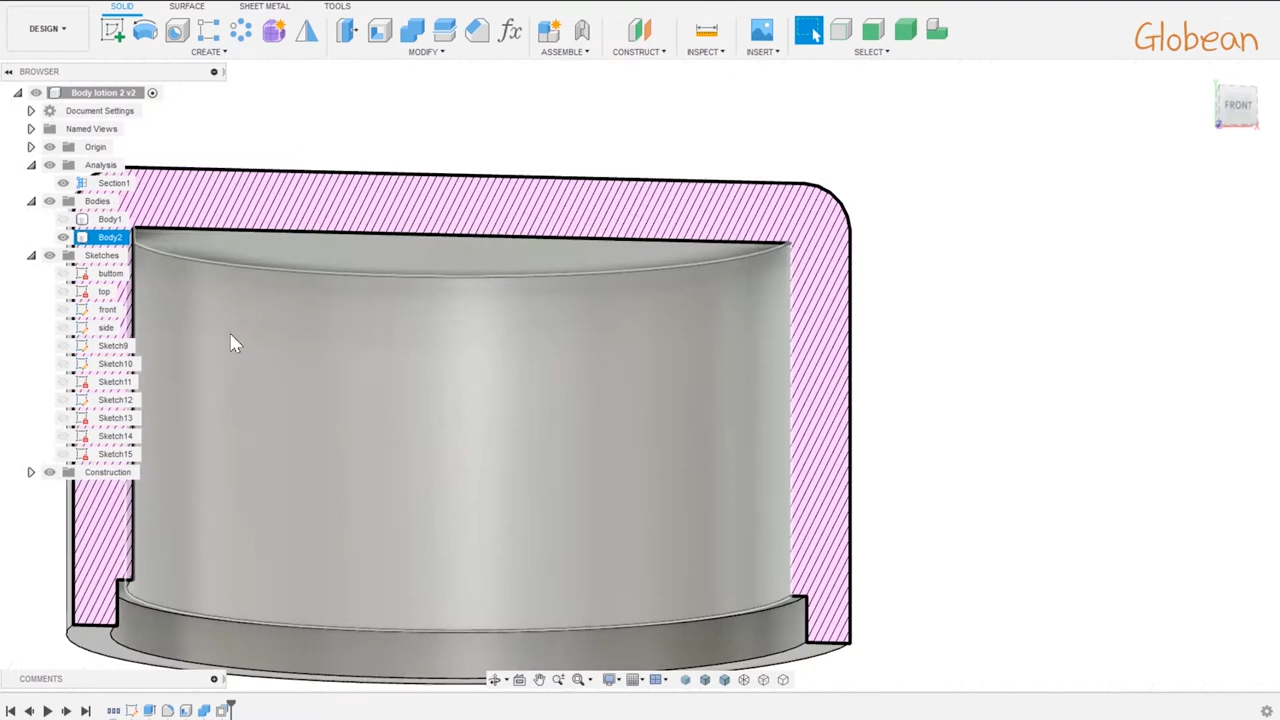 SOLID SURFACE SHEET METAL TOOLS
DESIGN
fx
CREATE MODIFY ASSEMBLE CONSTRUCT INSPECT INSERT SELECT
Globean
BROWSER
Body lotion 2 v2
Document Settings
Named Views
Origin
Analysis
Section1
Bodies
Body1
Body2
Sketches
buttom
top
front
side
Sketch9
Sketch10
Sketch11
Sketch12
Sketch13
Sketch14
Sketch15
Construction
FRONT
COMMENTS